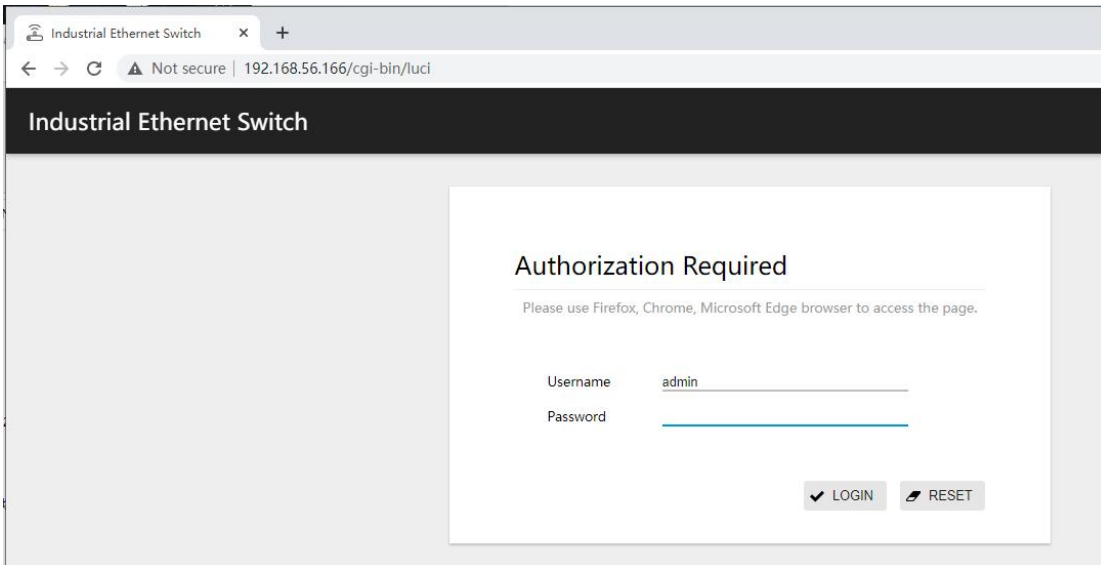 Industrial Ethernet Switch
Not secure | 192.168.56.166/cgi-bin/luci
Industrial Ethernet Switch
Authorization Required
Please use Firefox, Chrome, Microsoft Edge browser to access the page.
Username admin
Password
LOGIN RESET